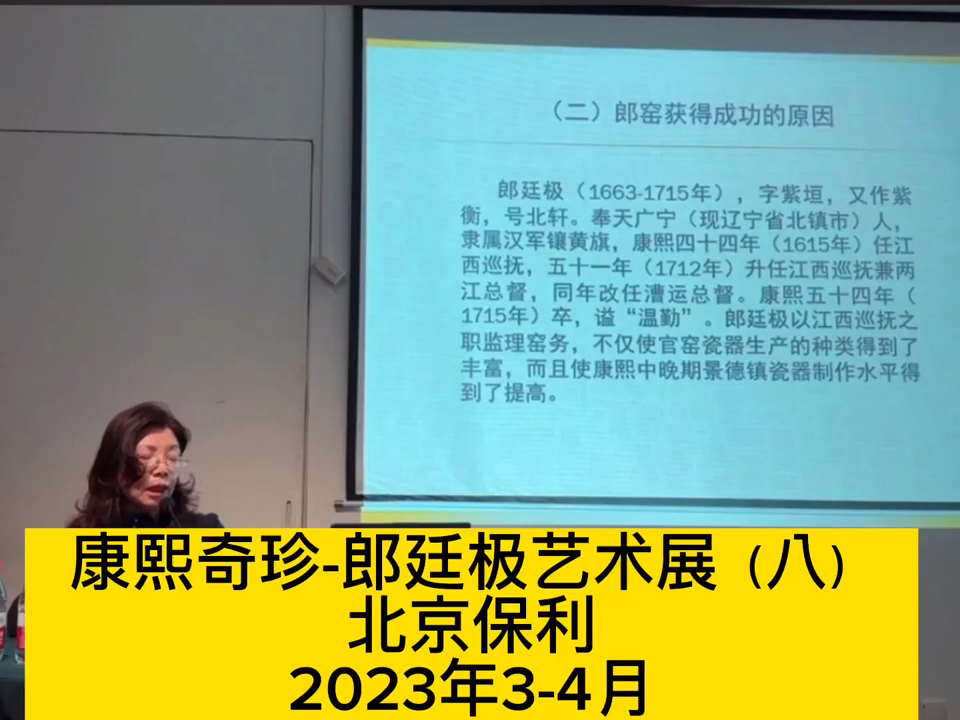 （二）郎窑获得成功的原因
郎廷极（1663-1715年），字紫垣，又作紫
衡，号北轩。奉天广宁（现辽宁省北镇市）人，
隶属汉军镶黄旗，康熙四十四年（1615年）任江
西巡抚，五十一年（1712年）升任江西巡抚兼两
江总督，同年改任漕运总督。康熙五十四年（
1715年）卒，谥“温勤”。郎廷极以江西巡抚之
职监理窑务，不仅使官窑瓷器生产的种类得到了
丰富，而且使康熙中晚期景德镇瓷器制作水平得
到了提高。
康熙奇珍-郎廷极艺术展（八）
北京保利
2023年3-4月